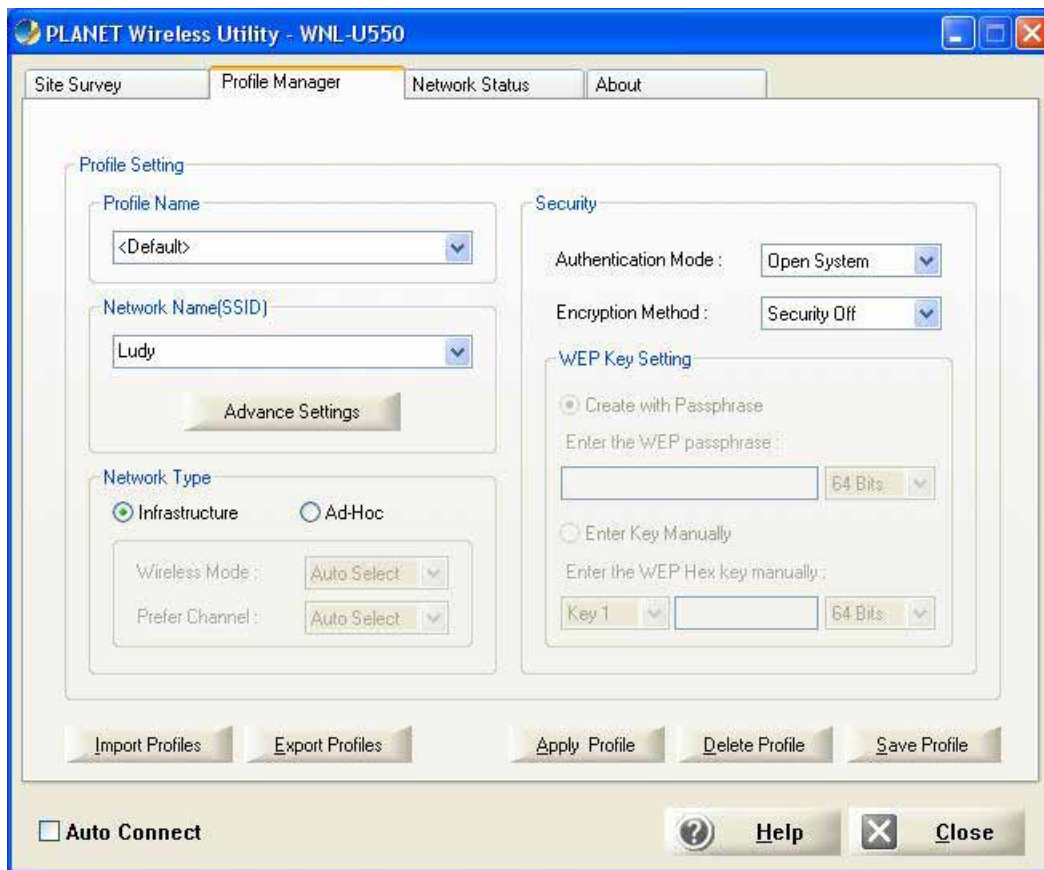 PLANET Wireless Utility - WNL-U550
Site Survey
Profile Manager
Network Status
About
Profile Setting
Profile Name
<Default>
Network Name(SSID)
Ludy
Advance Settings
Network Type
Infrastructure
Ad-Hoc
Wireless Mode :
Auto Select
Prefer Channel :
Auto Select
Security
Authentication Mode :
Open System
Encryption Method :
Security Off
WEP Key Setting
Create with Passphrase
Enter the WEP passphrase :
64 Bits
Enter Key Manually
Enter the WEP Hex key manually :
Key 1
64 Bits
Import Profiles
Export Profiles
Apply Profile
Delete Profile
Save Profile
Auto Connect
Help
Close